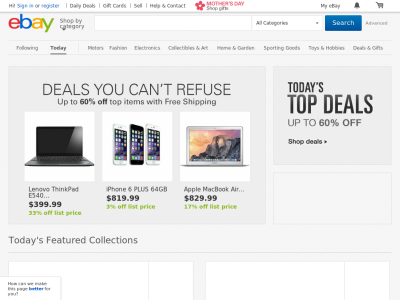 Hi! Sign in or register | Daily Deals | Gift Cards | Sell | Contact Us
MOTHER'S DAY
Shop gifts
My eBay
ebay
Shop by category
All Categories
Search
Advanced
Following
Today
Motors
Fashion
Electronics
Collectibles & Art
Home & Garden
Sporting Goods
Toys & Hobbies
Deals & Gifts
DEALS YOU CAN'T REFUSE
Up to 60% off top items with Free Shipping
Lenovo ThinkPad E540...
$399.99
33% off list price
iPhone 6 PLUS 64GB
$819.99
5% off list price
Apple MacBook Air...
$829.99
17% off list price
TODAY'S
TOP DEALS
UP TO 60% OFF
Shop deals
Today's Featured Collections
How can we make
this page better for
you?